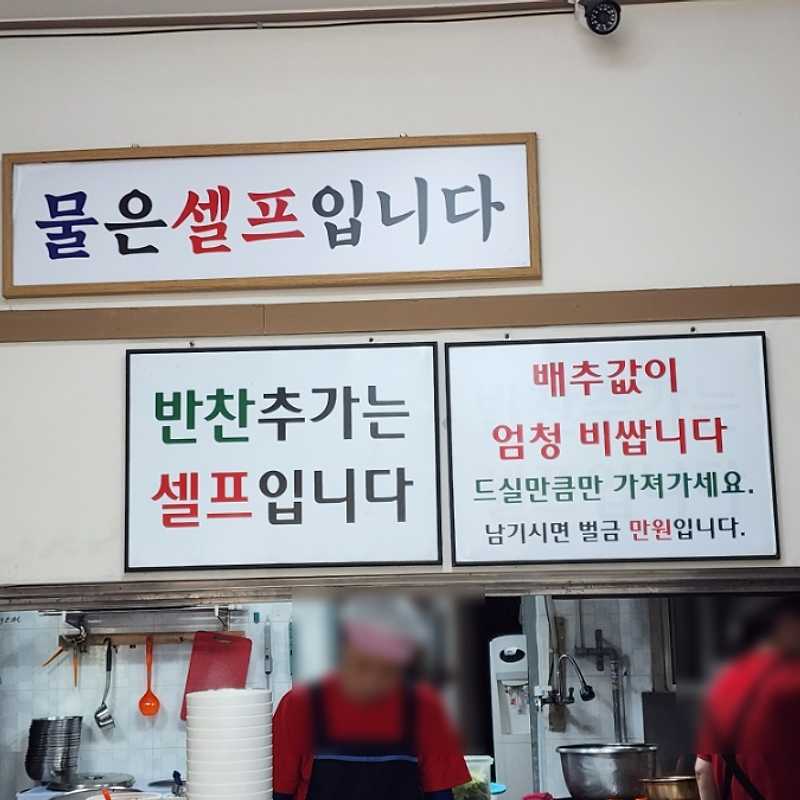 물은셀프입니다
반찬추가는
셀프입니다
배추값이
엄청 비쌉니다
드실만큼만 가져가세요.
남기시면 벌금 만원입니다.